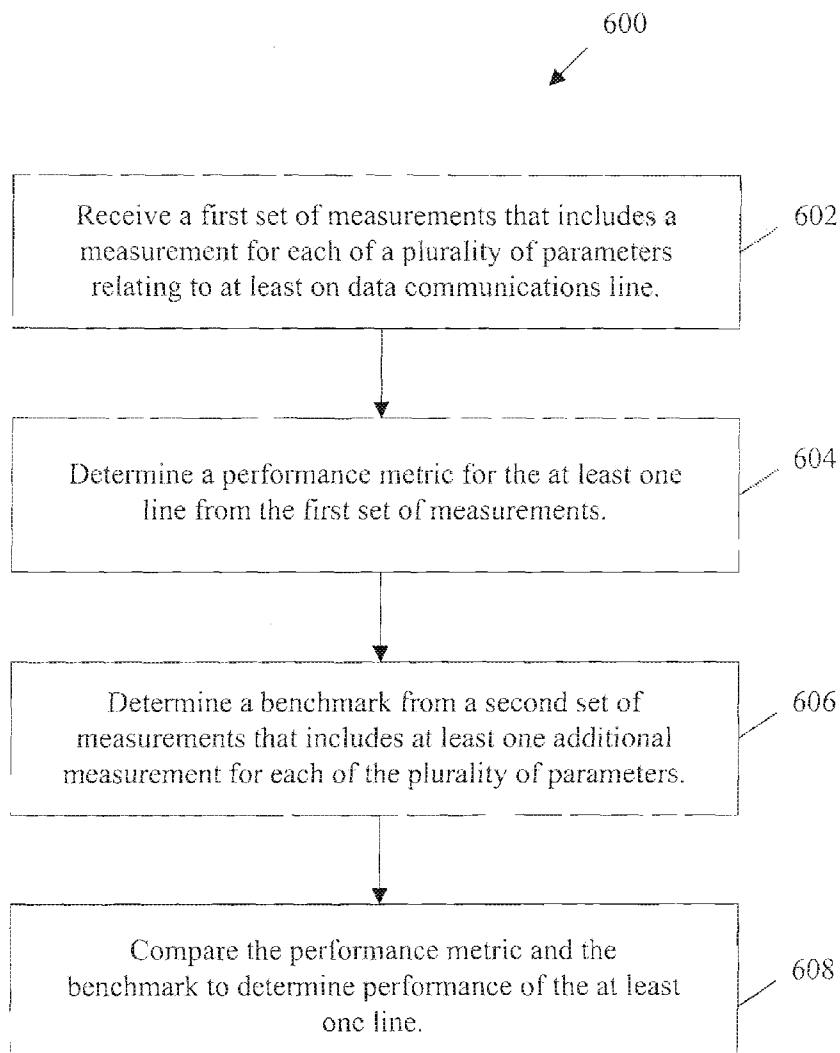 600
Receive a first set of measurements that includes a
measurement for each of a plurality of parameters
relating to at least on data communications line.
602
Determine a performance metric for the at least one
line from the first set of measurements.
604
Determine a benchmark from a second set of
measurements that includes at least one additional
measurement for each of the plurality of parameters.
606
Compare the performance metric and the
benchmark to determine performance of the at least
one line.
608